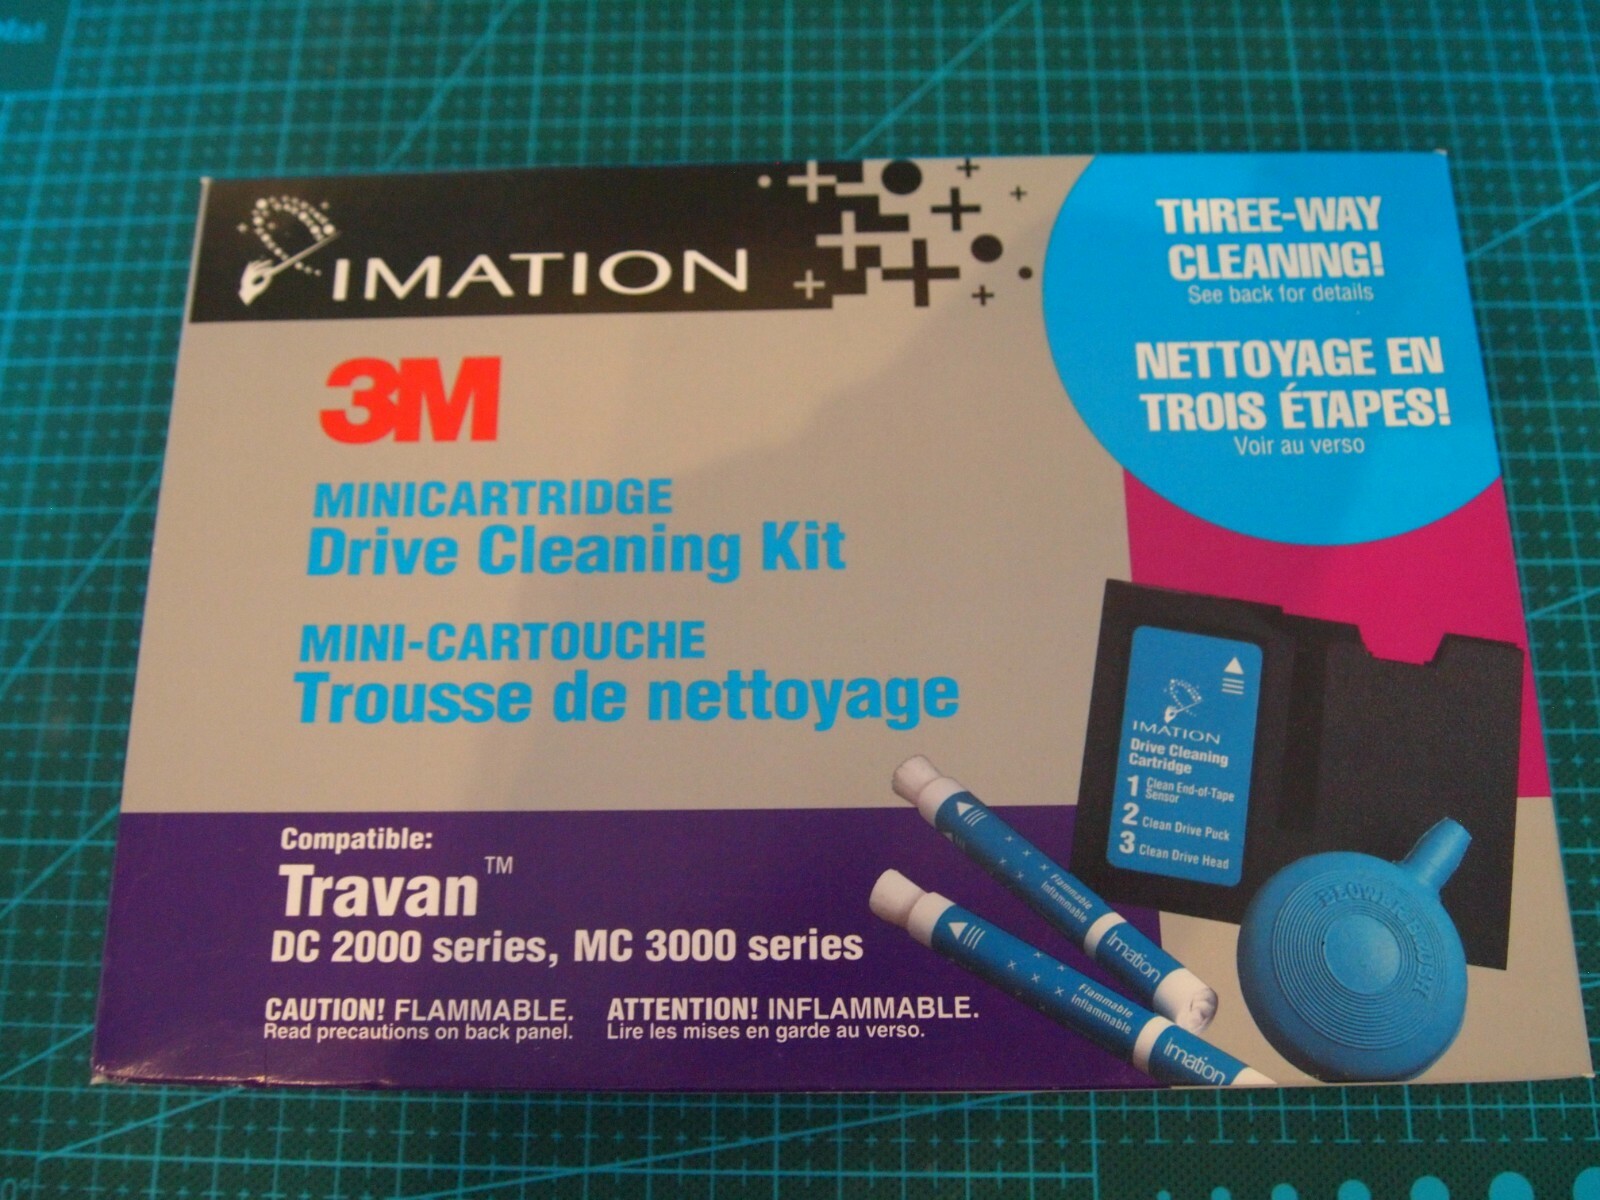 IMATION
THREE-WAY
CLEANING!
See back for details
NETTOYAGE EN
TROIS ÉTAPES!
Voir au verso
3M
MINICARTRIDGE
Drive Cleaning Kit
MINI-CARTOUCHE
Trousse de nettoyage
IMATION
Drive Cleaning
Cartridge
1 Clean End-of-Tape
Sensor
2 Clean Drive Puck
3 Clean Drive Head
Compatible:
Travan™
DC 2000 series, MC 3000 series
CAUTION! FLAMMABLE.
Read precautions on back panel.
ATTENTION! INFLAMMABLE.
Lire les mises en garde au verso.
Flammable
Inflammable
imation
Flammable
Inflammable
imation